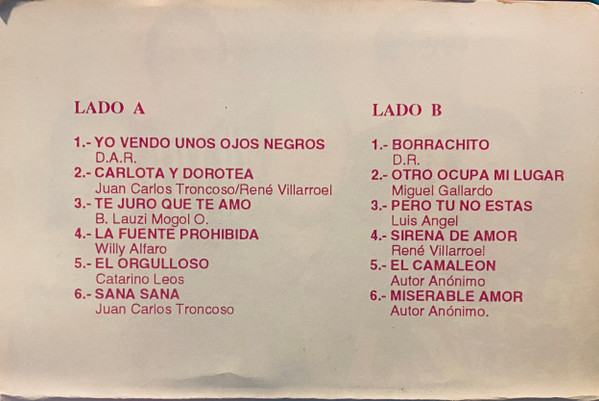 LADO A
1.- YO VENDO UNOS OJOS NEGROS
D.A.R.
2.- CARLOTA Y DOROTEA
Juan Carlos Troncoso/René Villarroel
3.- TE JURO QUE TE AMO
B. Lauzi Mogol O.
4.- LA FUENTE PROHIBIDA
Willy Alfaro
5.- EL ORGULLOSO
Catarino Leos
6.- SANA SANA
Juan Carlos Troncoso
LADO B
1.- BORRACHITO
D.R.
2.- OTRO OCUPA MI LUGAR
Miguel Gallardo
3.- PERO TU NO ESTAS
Luis Angel
4.- SIRENA DE AMOR
René Villarroel
5.- EL CAMALEON
Autor Anónimo
6.- MISERABLE AMOR
Autor Anónimo.